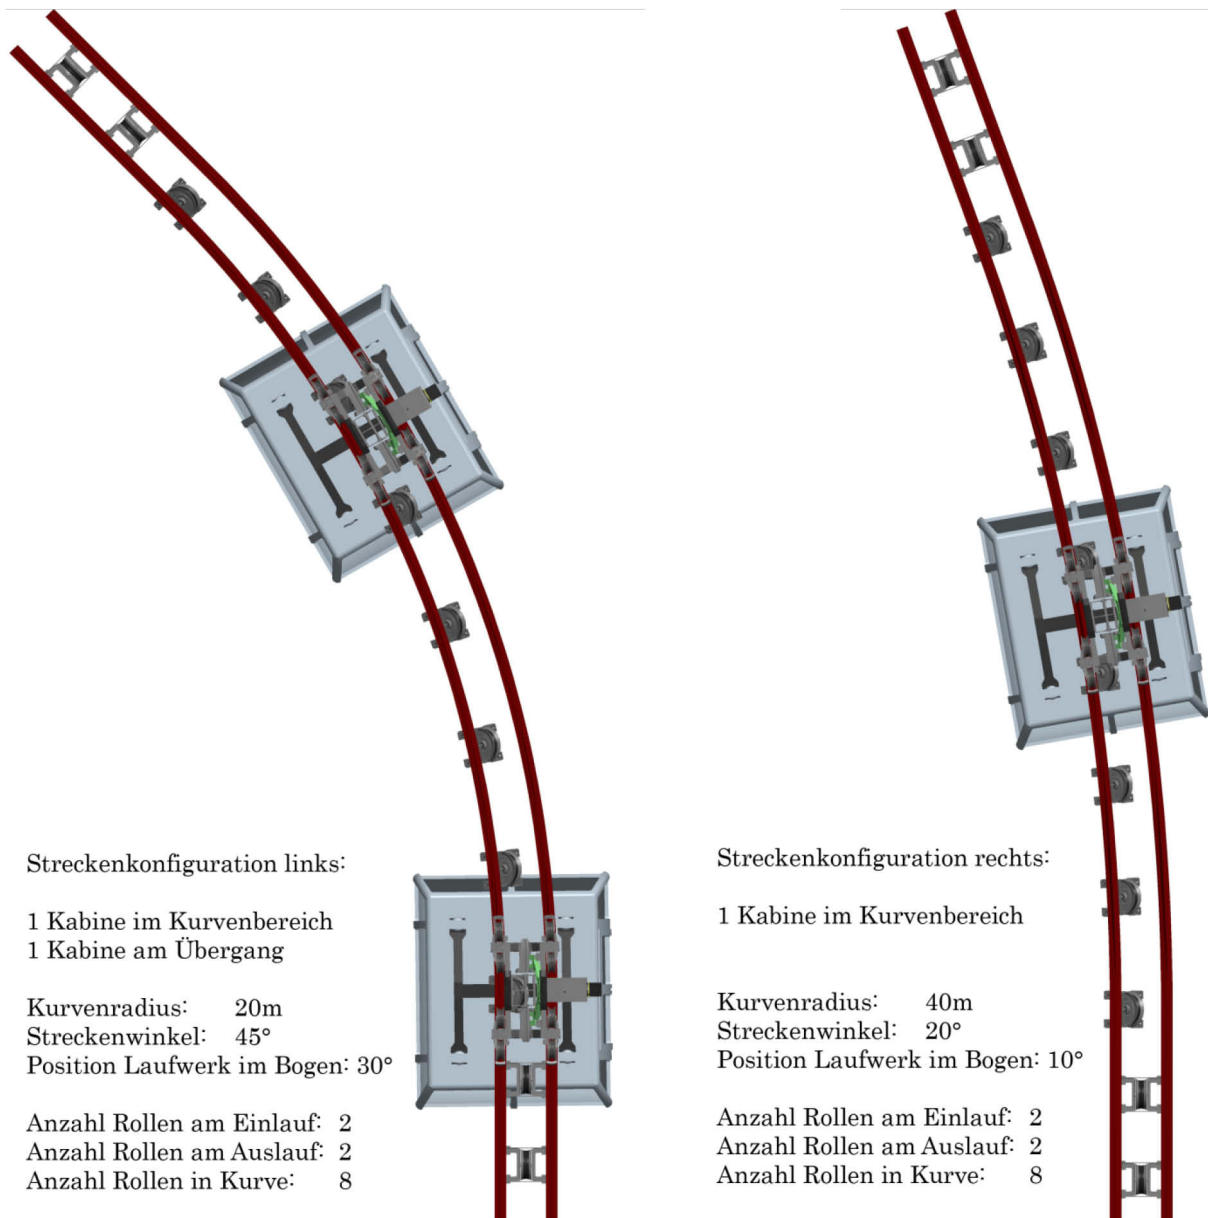 Streckenkonfiguration links:
1 Kabine im Kurvenbereich
1 Kabine am Übergang
Kurvenradius: 20m
Streckenwinkel: 45°
Position Laufwerk im Bogen: 30°
Anzahl Rollen am Einlauf: 2
Anzahl Rollen am Auslauf: 2
Anzahl Rollen in Kurve: 8
Streckenkonfiguration rechts:
1 Kabine im Kurvenbereich
Kurvenradius: 40m
Streckenwinkel: 20°
Position Laufwerk im Bogen: 10°
Anzahl Rollen am Einlauf: 2
Anzahl Rollen am Auslauf: 2
Anzahl Rollen in Kurve: 8